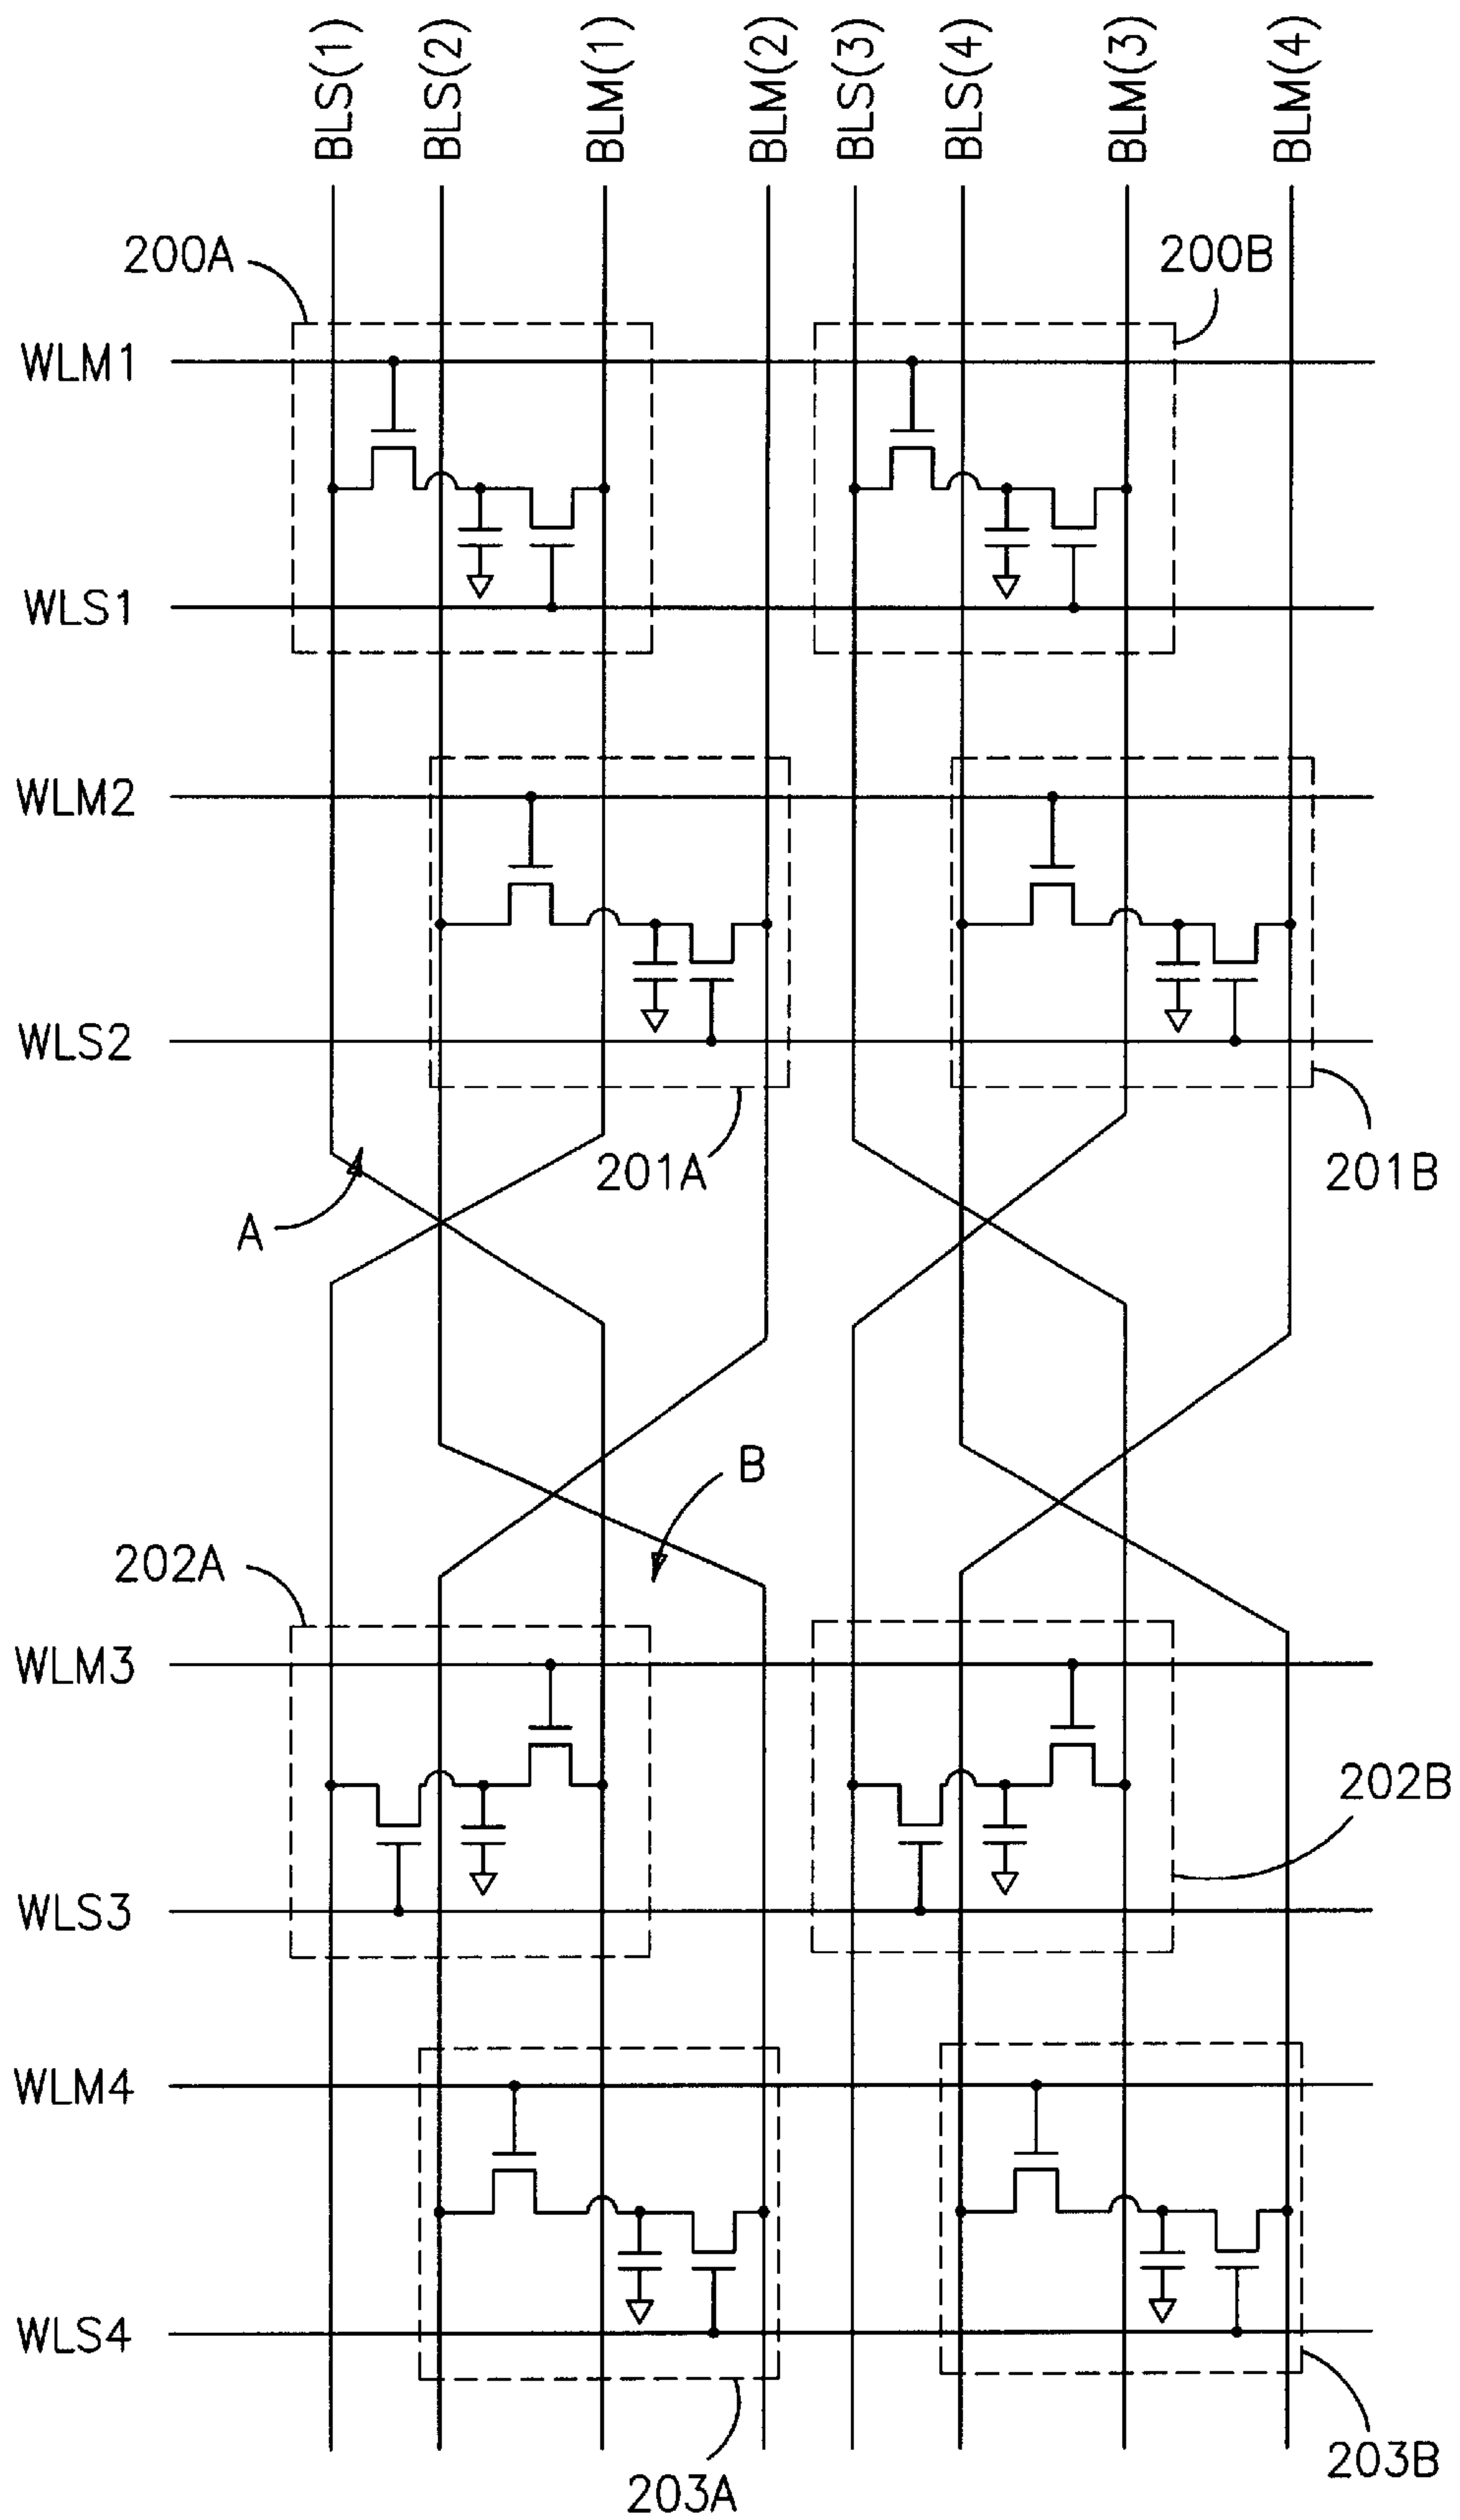 BLS(1)
BLS(2)
BLM(1)
BLM(2)
BLS(3)
BLS(4)
BLM(3)
BLM(4)
200A
200B
WLM1
WLS1
WLM2
WLS2
201A
201B
A
B
202A
WLM3
202B
WLS3
WLM4
WLS4
203A
203B